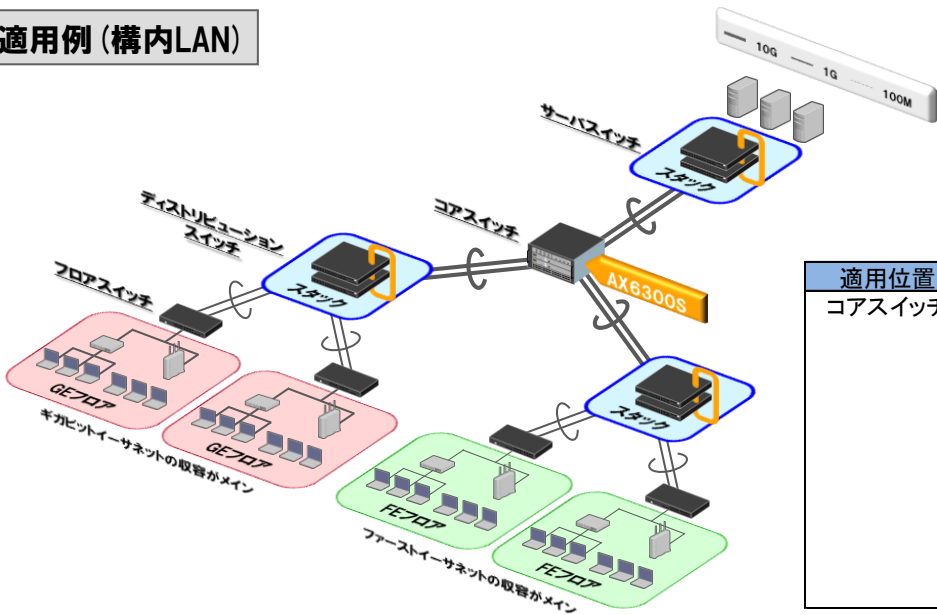 適用例(構内LAN)
10G
1G
100M
サーバスイッチ
スタック
コアスイッチ
AX6300S
ディストリビューション
スイッチ
スタック
フロアスイッチ
GEフロア
GEフロア
ギガビットイーサネットの収容がメイン
スタック
FEフロア
FEフロア
ファーストイーサネットの収容がメイン
適用位置
コアスイッチ